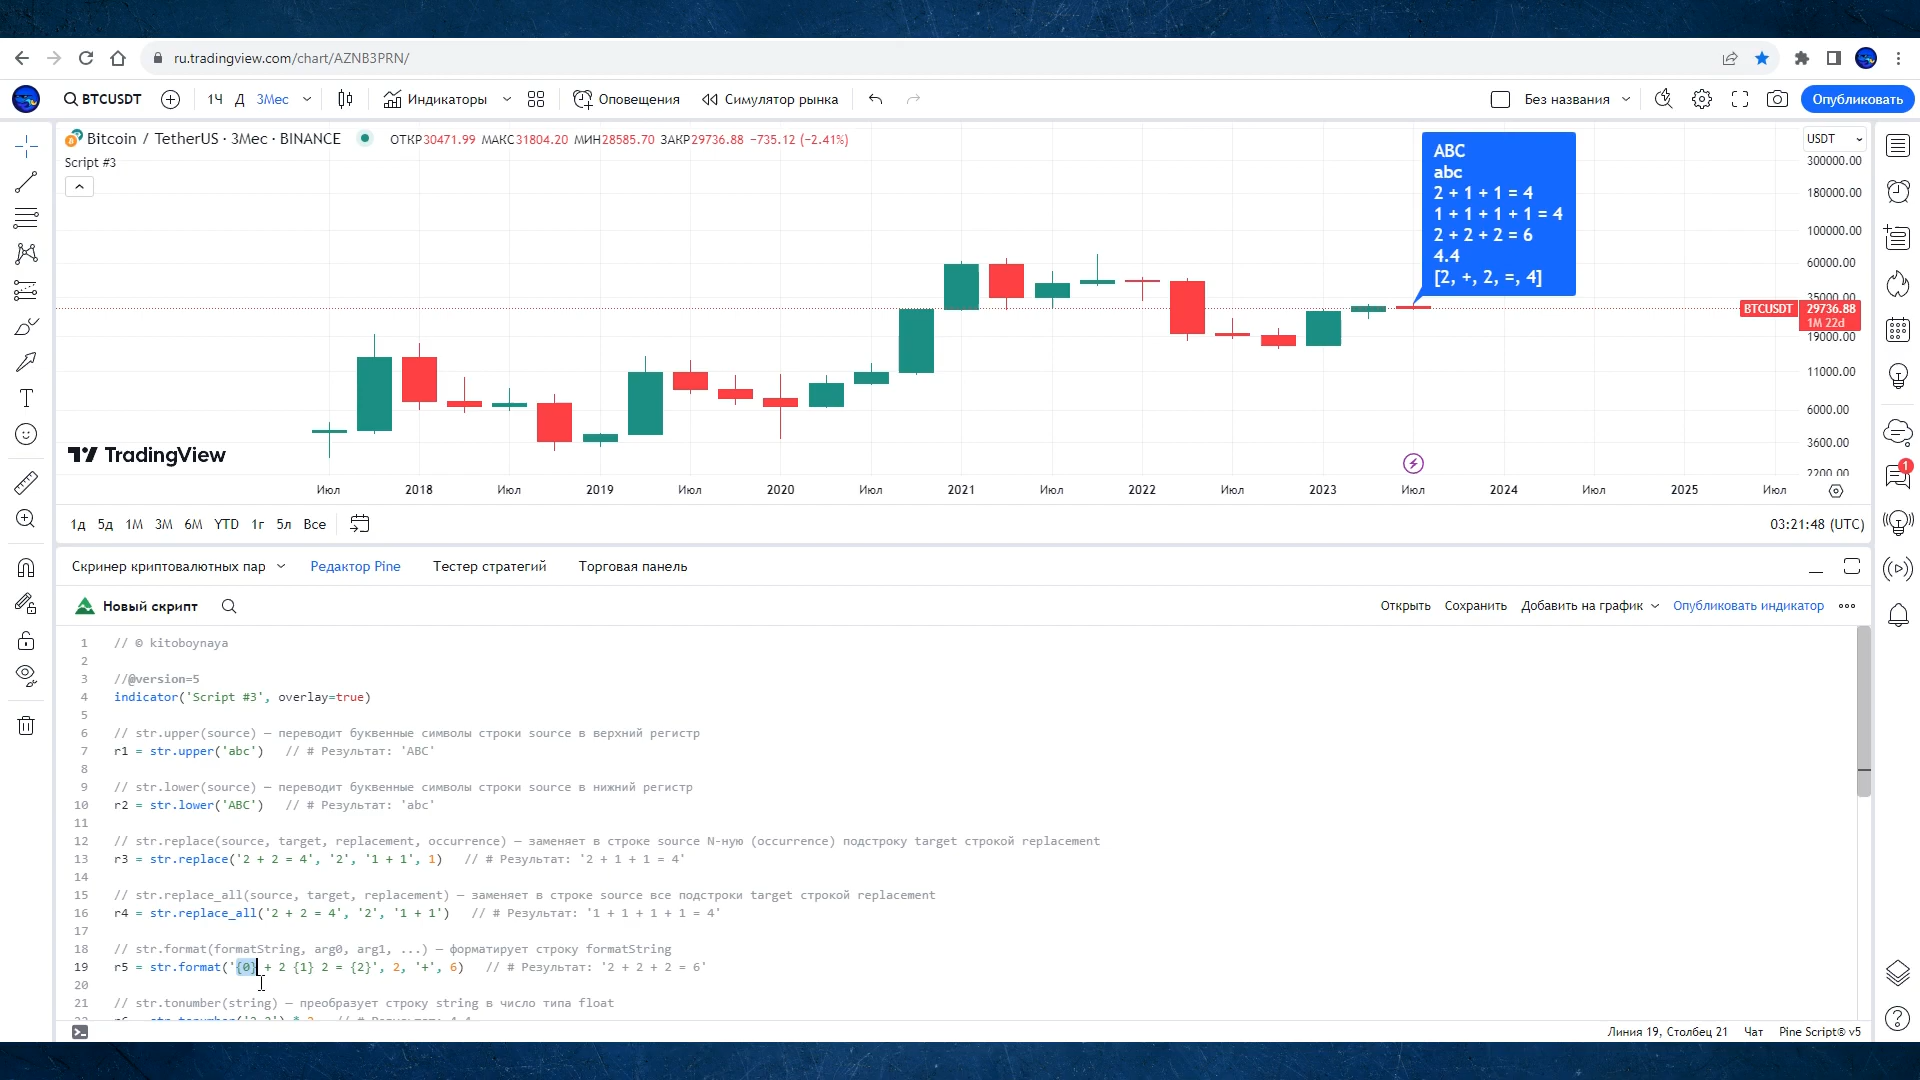 ru.tradingview.com/chart/AZNB3PRN/
BTCUSDT
1Ч Д 3Мес
Индикаторы
Оповещения
Симулятор рынка
Без названия
Опубликовать
Bitcoin / TetherUS · 3Мес · BINANCE
ОТКР30471.99 МАКС31804.20 МИН28585.70 ЗАКР29736.88 −735.12 (−2.41%)
Script #3
USDT
ABC
abc
2 + 1 + 1 = 4
1 + 1 + 1 + 1 = 4
2 + 2 + 2 = 6
4.4
[2, +, 2, =, 4]
300000.00
180000.00
100000.00
60000.00
35000.00
BTCUSDT 29736.88
1M 22d
19000.00
11000.00
6000.00
3600.00
2200.00
TradingView
Июл 2018 Июл 2019 Июл 2020 Июл 2021 Июл 2022 Июл 2023 Июл 2024 Июл 2025 Июл
1д 5д 1М 3М 6М YTD 1г 5л Все
03:21:48 (UTC)
1
Скринер криптовалютных пар
Редактор Pine
Тестер стратегий
Торговая панель
Новый скрипт
Открыть Сохранить Добавить на график Опубликовать индикатор
1 // © kitoboynaya
2
3 //@version=5
4 indicator('Script #3', overlay=true)
5
6 // str.upper(source) — переводит буквенные символы строки source в верхний регистр
7 r1 = str.upper('abc') // # Результат: 'ABC'
8
9 // str.lower(source) — переводит буквенные символы строки source в нижний регистр
10 r2 = str.lower('ABC') // # Результат: 'abc'
11
12 // str.replace(source, target, replacement, occurrence) — заменяет в строке source N-ную (occurrence) подстроку target строкой replacement
13 r3 = str.replace('2 + 2 = 4', '2', '1 + 1', 1) // # Результат: '2 + 1 + 1 = 4'
14
15 // str.replace_all(source, target, replacement) — заменяет в строке source все подстроки target строкой replacement
16 r4 = str.replace_all('2 + 2 = 4', '2', '1 + 1') // # Результат: '1 + 1 + 1 + 1 = 4'
17
18 // str.format(formatString, arg0, arg1, ...) — форматирует строку formatString
19 r5 = str.format('{0} + 2 {1} 2 = {2}', 2, '+', 6) // # Результат: '2 + 2 + 2 = 6'
20
21 // str.tonumber(string) — преобразует строку string в число типа float
Линия 19, Столбец 21 Чат Pine Script® v5